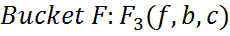 Bucket F: F₃(f, b, c)